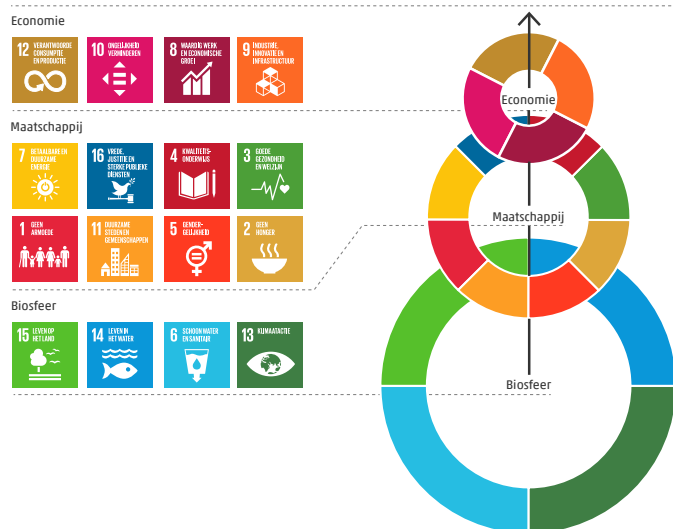 Economie
12 VERANTWOORDE
CONSUMPTIE
EN PRODUCTIE
10 ONGELIJKHEID
VERMINDEREN
8 WAARDIG WERK
EN ECONOMISCHE
GROEI
9 INDUSTRIE,
INNOVATIE EN
INFRASTRUCTUUR
Economie
Maatschappij
7 BETAALBARE EN
DUURZAME
ENERGIE
16 VREDE,
JUSTITIE EN
STERKE PUBLIEKE
DIENSTEN
4 KWALITEITS-
ONDERWIJS
3 GOEDE
GEZONDHEID
EN WELZIJN
1 GEEN
ARMOEDE
11 DUURZAME
STEDEN EN
GEMEENSCHAPPEN
5 GENDER-
GELIJKHEID
2 GEEN
HONGER
Maatschappij
Biosfeer
15 LEVEN OP
HET LAND
14 LEVEN IN
HET WATER
6 SCHOON WATER
EN SANITAIR
13 KLIMAATACTIE
Biosfeer